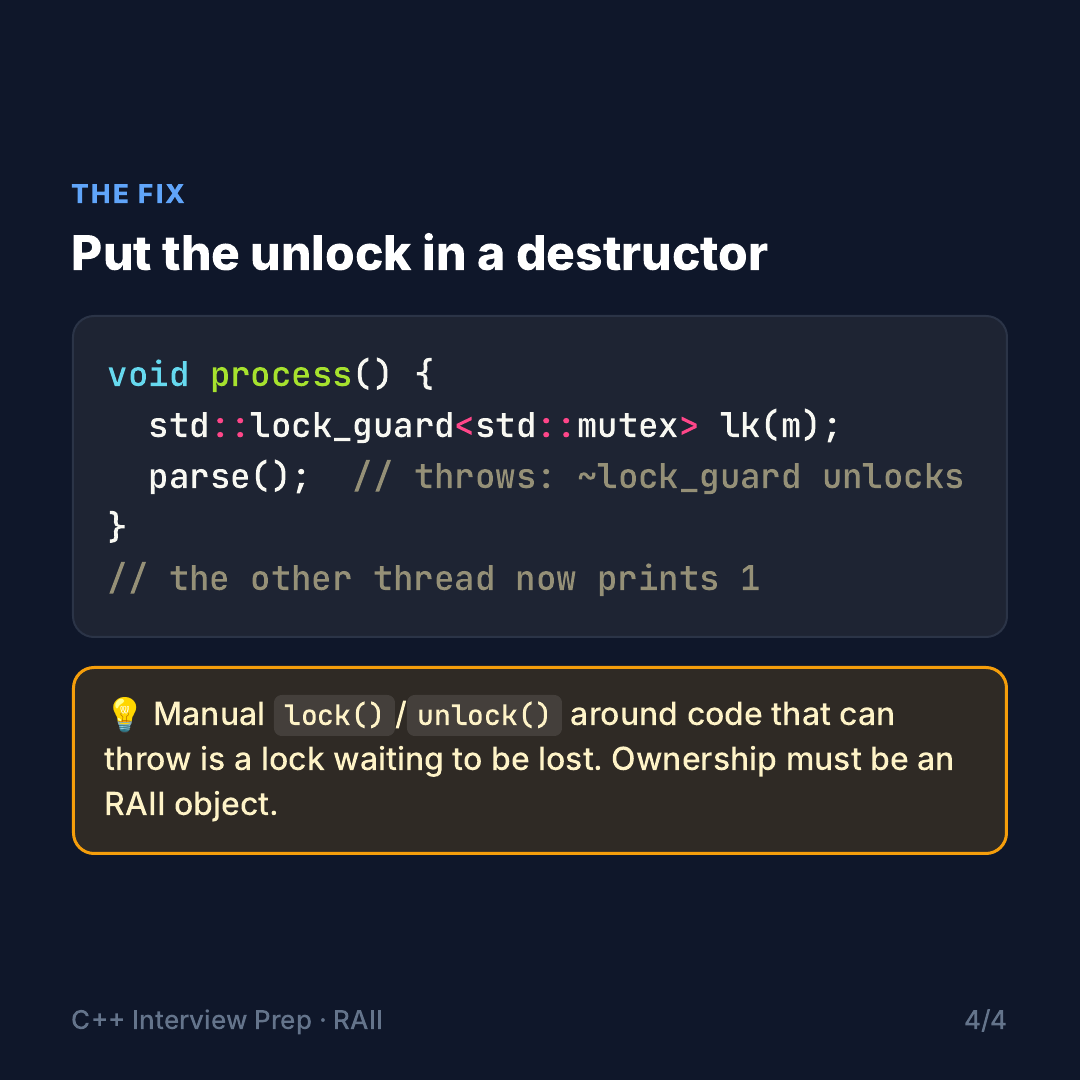 THE FIX
Put the unlock in a destructor
void process() {
  std::lock_guard<std::mutex> lk(m);
  parse();  // throws: ~lock_guard unlocks
}
// the other thread now prints 1
💡 Manual lock()/unlock() around code that can
throw is a lock waiting to be lost. Ownership must be an
RAII object.
C++ Interview Prep · RAII
4/4